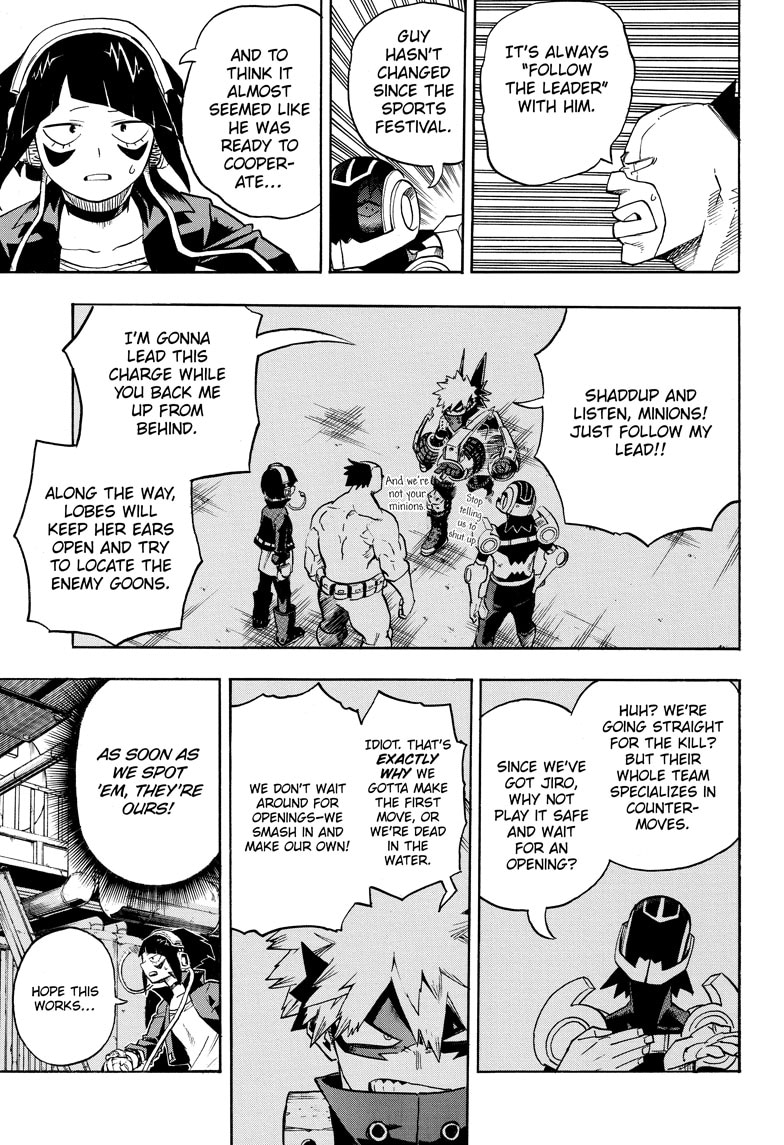 IT'S ALWAYS
"FOLLOW
THE LEADER"
WITH HIM.
GUY
HASN'T
CHANGED
SINCE THE
SPORTS
FESTIVAL.
AND TO
THINK IT
ALMOST
SEEMED LIKE
HE WAS
READY TO
COOPER-
ATE...
SHADDUP AND
LISTEN, MINIONS!
JUST FOLLOW MY
LEAD!!
Stop
telling
us to
shut up.
And we're
not your
minions.
I'M GONNA
LEAD THIS
CHARGE WHILE
YOU BACK ME
UP FROM
BEHIND.
ALONG THE WAY,
LOBES WILL
KEEP HER EARS
OPEN AND TRY
TO LOCATE THE
ENEMY GOONS.
HUH? WE'RE
GOING STRAIGHT
FOR THE KILL?
BUT THEIR
WHOLE TEAM
SPECIALIZES IN
COUNTER-
MOVES.
SINCE WE'VE
GOT JIRO,
WHY NOT
PLAY IT SAFE
AND WAIT
FOR AN
OPENING?
IDIOT. THAT'S
EXACTLY
WHY WE
GOTTA MAKE
THE FIRST
MOVE, OR
WE'RE DEAD
IN THE
WATER.
WE DON'T WAIT
AROUND FOR
OPENINGS—WE
SMASH IN AND
MAKE OUR OWN!
AS SOON AS
WE SPOT
'EM, THEY'RE
OURS!
HOPE THIS
WORKS...